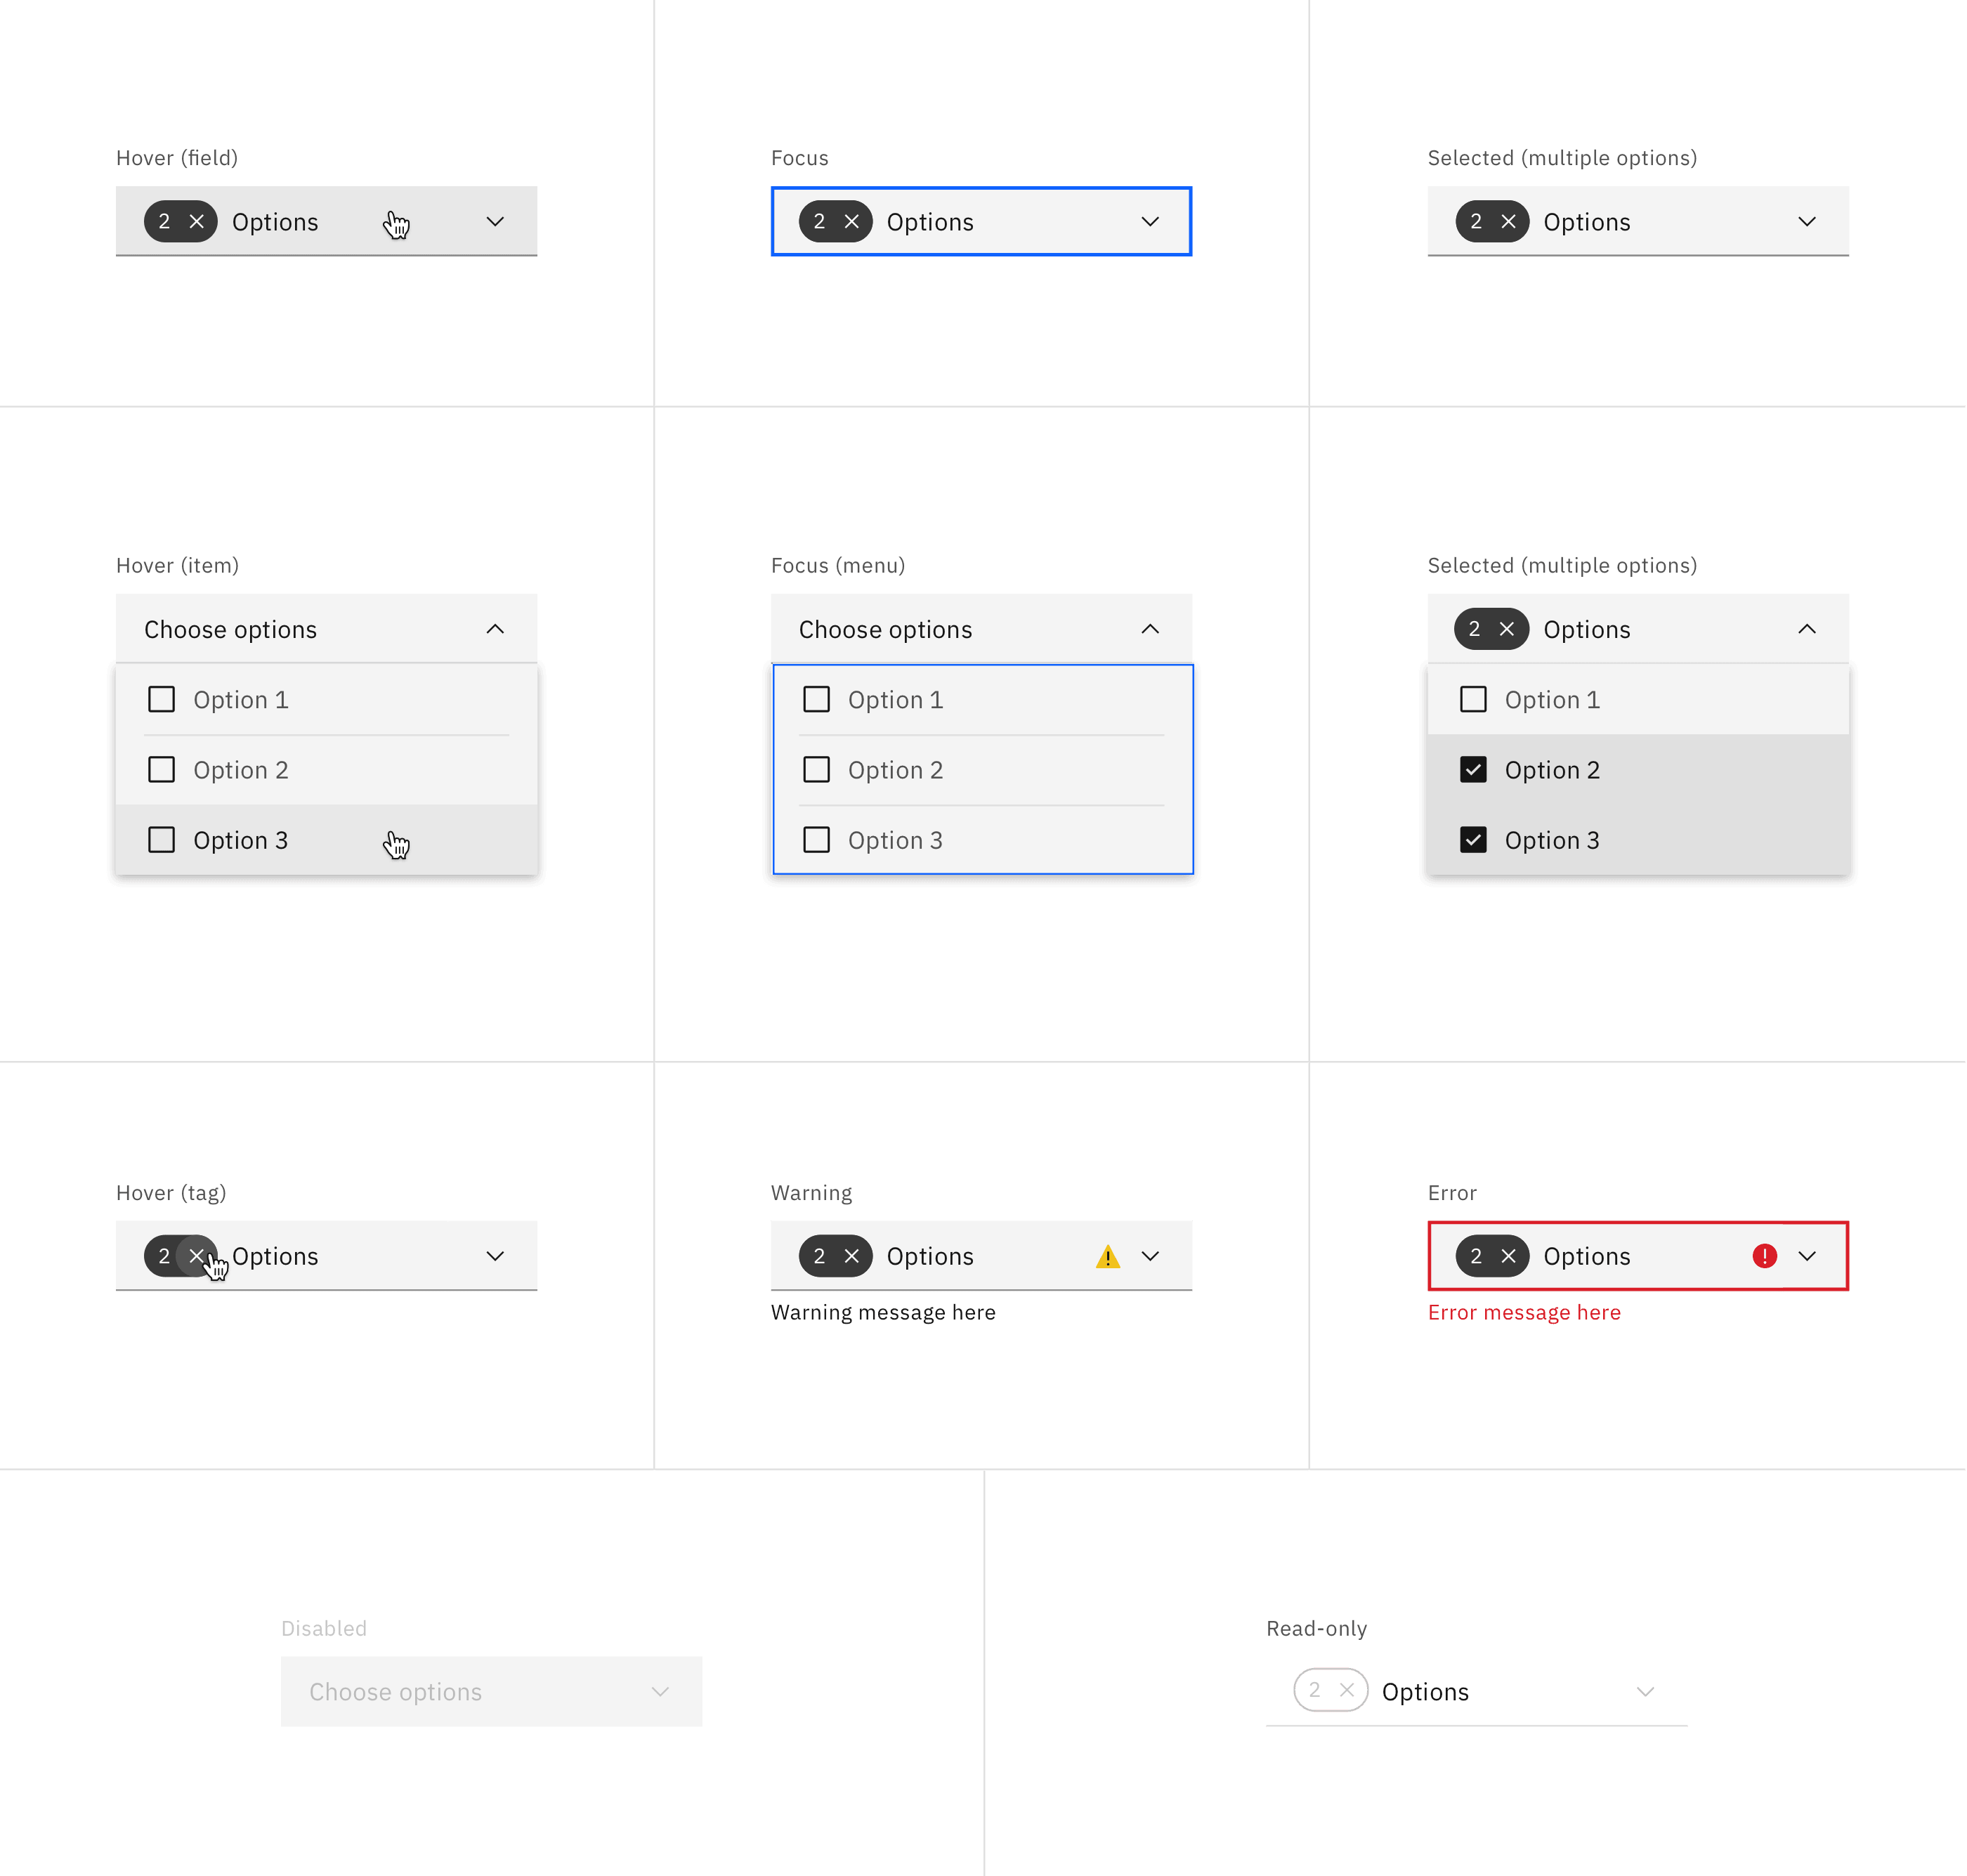 Hover (field)
2 Options
Focus
2 Options
Selected (multiple options)
2 Options
Hover (item)
Choose options
Option 1
Option 2
Option 3
Focus (menu)
Choose options
Option 1
Option 2
Option 3
Selected (multiple options)
2 Options
Option 1
Option 2
Option 3
Hover (tag)
2 Options
Warning
2 Options
Warning message here
Error
2 Options
Error message here
Disabled
Choose options
Read-only
2 Options